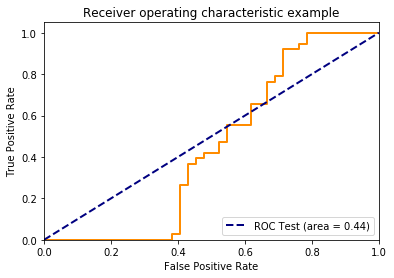 Receiver operating characteristic example
True Positive Rate
1.0
0.8
0.6
0.4
0.2
0.0
ROC Test (area = 0.44)
0.0 0.2 0.4 0.6 0.8 1.0
False Positive Rate